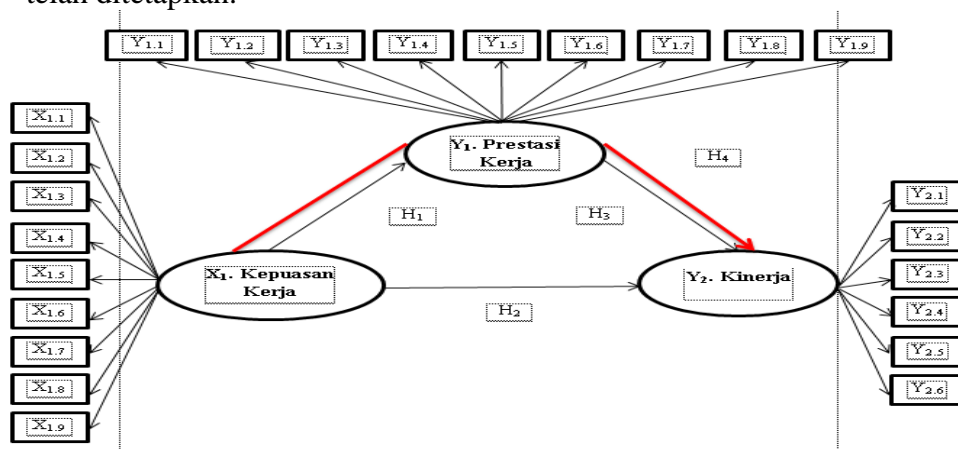 telah ditetapkan.
Y1.1 Y1.2 Y1.3 Y1.4 Y1.5 Y1.6 Y1.7 Y1.8 Y1.9
X1.1
X1.2
X1.3
X1.4
X1.5
X1.6
X1.7
X1.8
X1.9
Y1. Prestasi
Kerja
H4
H1
H3
X1. Kepuasan
Kerja
Y2. Kinerja
H2
Y2.1
Y2.2
Y2.3
Y2.4
Y2.5
Y2.6